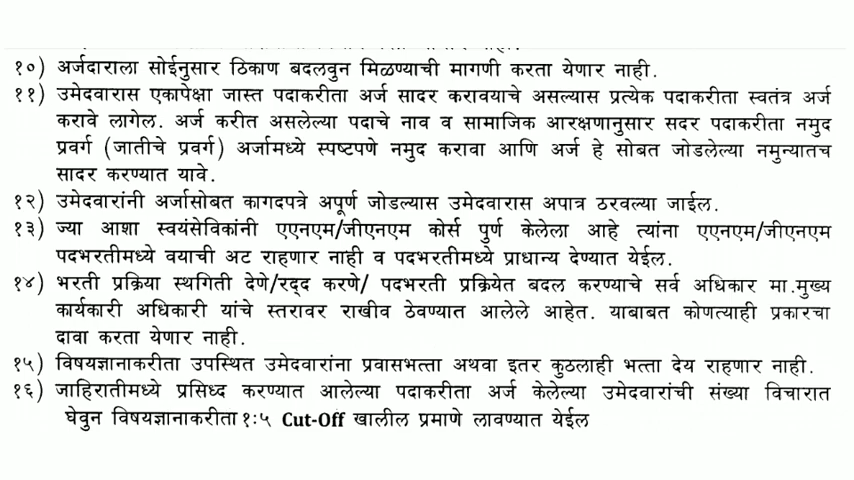 १०) अर्जदाराला सोईनुसार ठिकाण बदलवुन मिळण्याची मागणी करता येणार नाही.
११) उमेदवारास एकापेक्षा जास्त पदाकरीता अर्ज सादर करावयाचे असल्यास प्रत्येक पदाकरीता स्वतंत्र अर्ज
करावे लागेल. अर्ज करीत असलेल्या पदाचे नाव व सामाजिक आरक्षणानुसार सदर पदाकरीता नमुद
प्रवर्ग (जातीचे प्रवर्ग) अर्जामध्ये स्पष्टपणे नमुद करावा आणि अर्ज हे सोबत जोडलेल्या नमुन्यातच
सादर करण्यात यावे.
१२) उमेदवारांनी अर्जासोबत कागदपत्रे अपूर्ण जोडल्यास उमेदवारास अपात्र ठरवल्या जाईल.
१३) ज्या आशा स्वयंसेविकांनी एएनएम/जीएनएम कोर्स पुर्ण केलेला आहे त्यांना एएनएम/जीएनएम
पदभरतीमध्ये वयाची अट राहणार नाही व पदभरतीमध्ये प्राधान्य देण्यात येईल.
१४) भरती प्रक्रिया स्थगिती देणे/रद्द करणे/ पदभरती प्रक्रियेत बदल करण्याचे सर्व अधिकार मा.मुख्य
कार्यकारी अधिकारी यांचे स्तरावर राखीव ठेवण्यात आलेले आहेत. याबाबत कोणत्याही प्रकारचा
दावा करता येणार नाही.
१५) विषयज्ञानाकरीता उपस्थित उमेदवारांना प्रवासभत्ता अथवा इतर कुठलाही भत्ता देय राहणार नाही.
१६) जाहिरातीमध्ये प्रसिध्द करण्यात आलेल्या पदाकरीता अर्ज केलेल्या उमेदवारांची संख्या विचारात
घेवुन विषयज्ञानाकरीता १:५ Cut-Off खालील प्रमाणे लावण्यात येईल